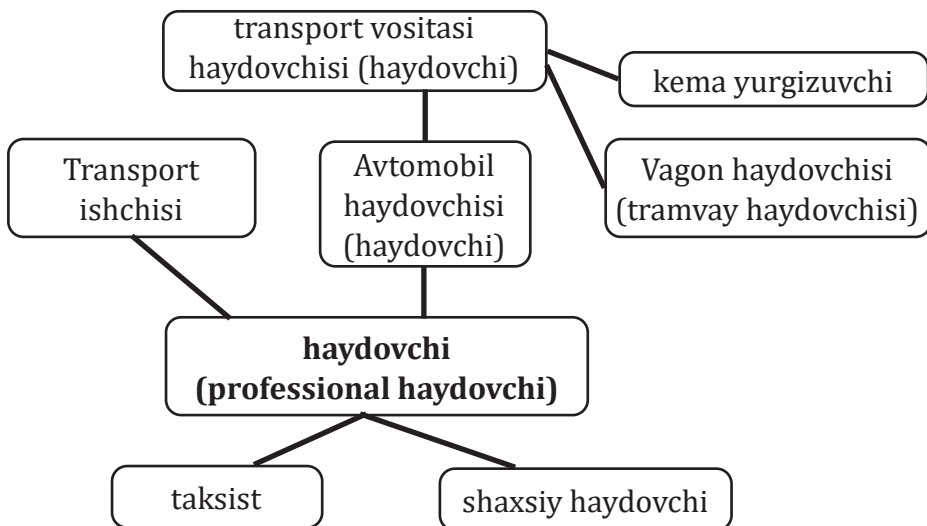 transport vositasi
haydovchisi (haydovchi)
kema yurgizuvchi
Transport
ishchisi
Avtomobil
haydovchisi
(haydovchi)
Vagon haydovchisi
(tramvay haydovchisi)
haydovchi
(professional haydovchi)
taksist
shaxsiy haydovchi